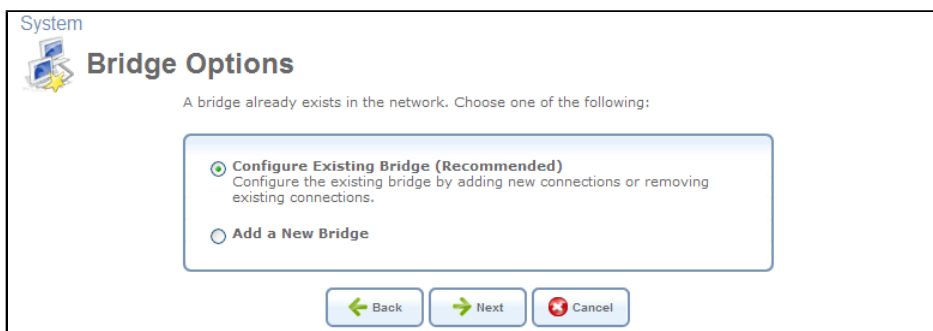 System
Bridge Options
A bridge already exists in the network. Choose one of the following:
Configure Existing Bridge (Recommended)
Configure the existing bridge by adding new connections or removing
existing connections.
Add a New Bridge
Back Next Cancel